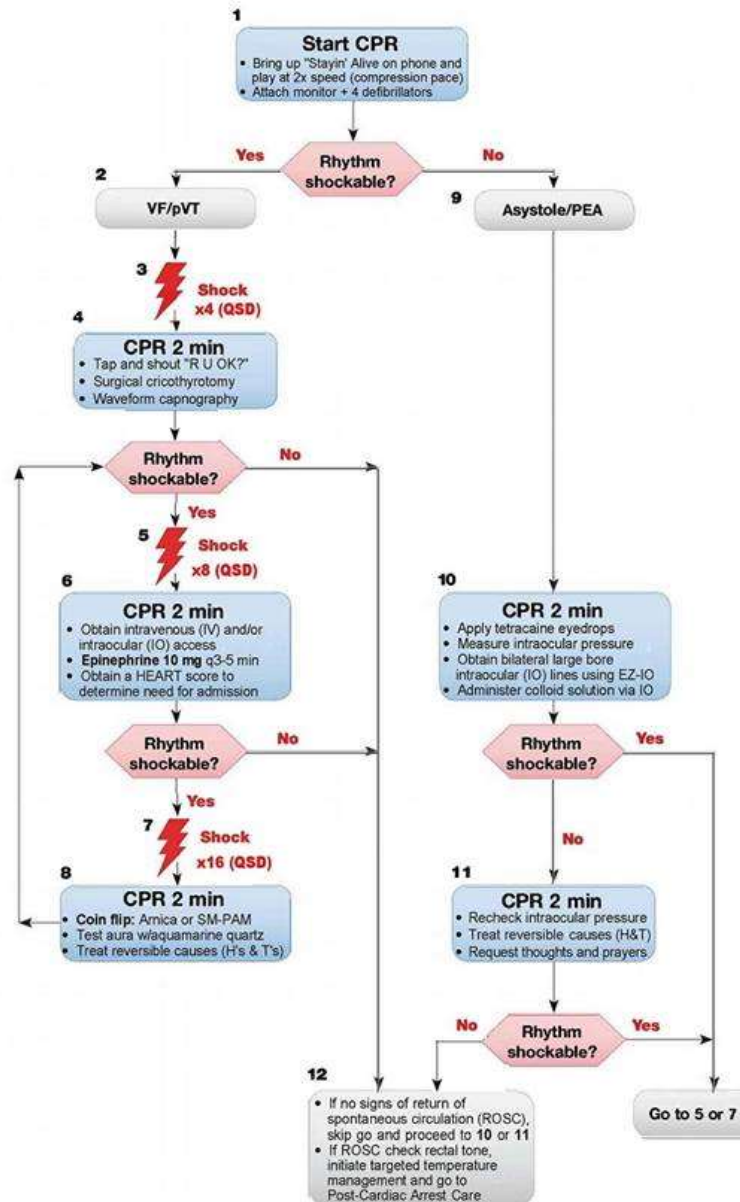 1
Start CPR
• Bring up "Stayin' Alive on phone and
play at 2x speed (compression pace)
• Attach monitor + 4 defibrillators
Rhythm
shockable?
Yes
No
2
VF/pVT
9
Asystole/PEA
3
Shock
x4 (QSD)
4
CPR 2 min
• Tap and shout "R U OK?"
• Surgical cricothyrotomy
• Waveform capnography
Rhythm
shockable?
No
Yes
5
Shock
x8 (QSD)
6
CPR 2 min
• Obtain intravenous (IV) and/or
intraocular (IO) access
• Epinephrine 10 mg q3-5 min
• Obtain a HEART score to
determine need for admission
10
CPR 2 min
• Apply tetracaine eyedrops
• Measure intraocular pressure
• Obtain bilateral large bore
intraocular (IO) lines using EZ-IO
• Administer colloid solution via IO
Rhythm
shockable?
No
Yes
Rhythm
shockable?
Yes
No
7
Shock
x16 (QSD)
8
CPR 2 min
• Coin flip: Arnica or SM-PAM
• Test aura w/aquamarine quartz
• Treat reversible causes (H's & T's)
11
CPR 2 min
• Recheck intraocular pressure
• Treat reversible causes (H&T)
• Request thoughts and prayers
Rhythm
shockable?
No
Yes
12
• If no signs of return of
spontaneous circulation (ROSC),
skip go and proceed to 10 or 11
• If ROSC check rectal tone,
initiate targeted temperature
management and go to
Post-Cardiac Arrest Care
Go to 5 or 7